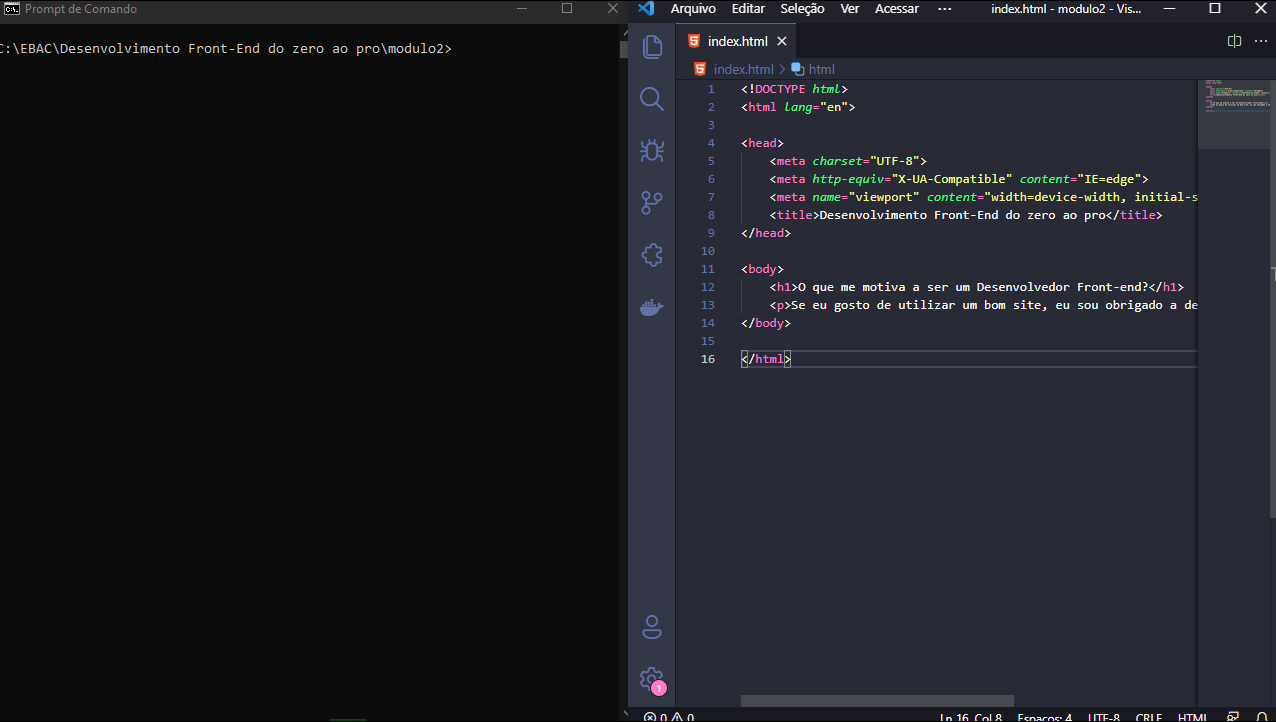 Prompt de Comando
C:\EBAC\Desenvolvimento Front-End do zero ao pro\modulo2>
Arquivo Editar Seleção Ver Acessar ··· index.html - modulo2 - Vis...
index.html
index.html > html
1 <!DOCTYPE html>
2 <html lang="en">
3
4 <head>
5 <meta charset="UTF-8">
6 <meta http-equiv="X-UA-Compatible" content="IE=edge">
7 <meta name="viewport" content="width=device-width, initial-s
8 <title>Desenvolvimento Front-End do zero ao pro</title>
9 </head>
10
11 <body>
12 <h1>O que me motiva a ser um Desenvolvedor Front-end?</h1>
13 <p>Se eu gosto de utilizar um bom site, eu sou obrigado a de
14 </body>
15
16 </html>
1
0 0 Ln 16, Col 8 Espaços: 4 UTF-8 CRLF HTML